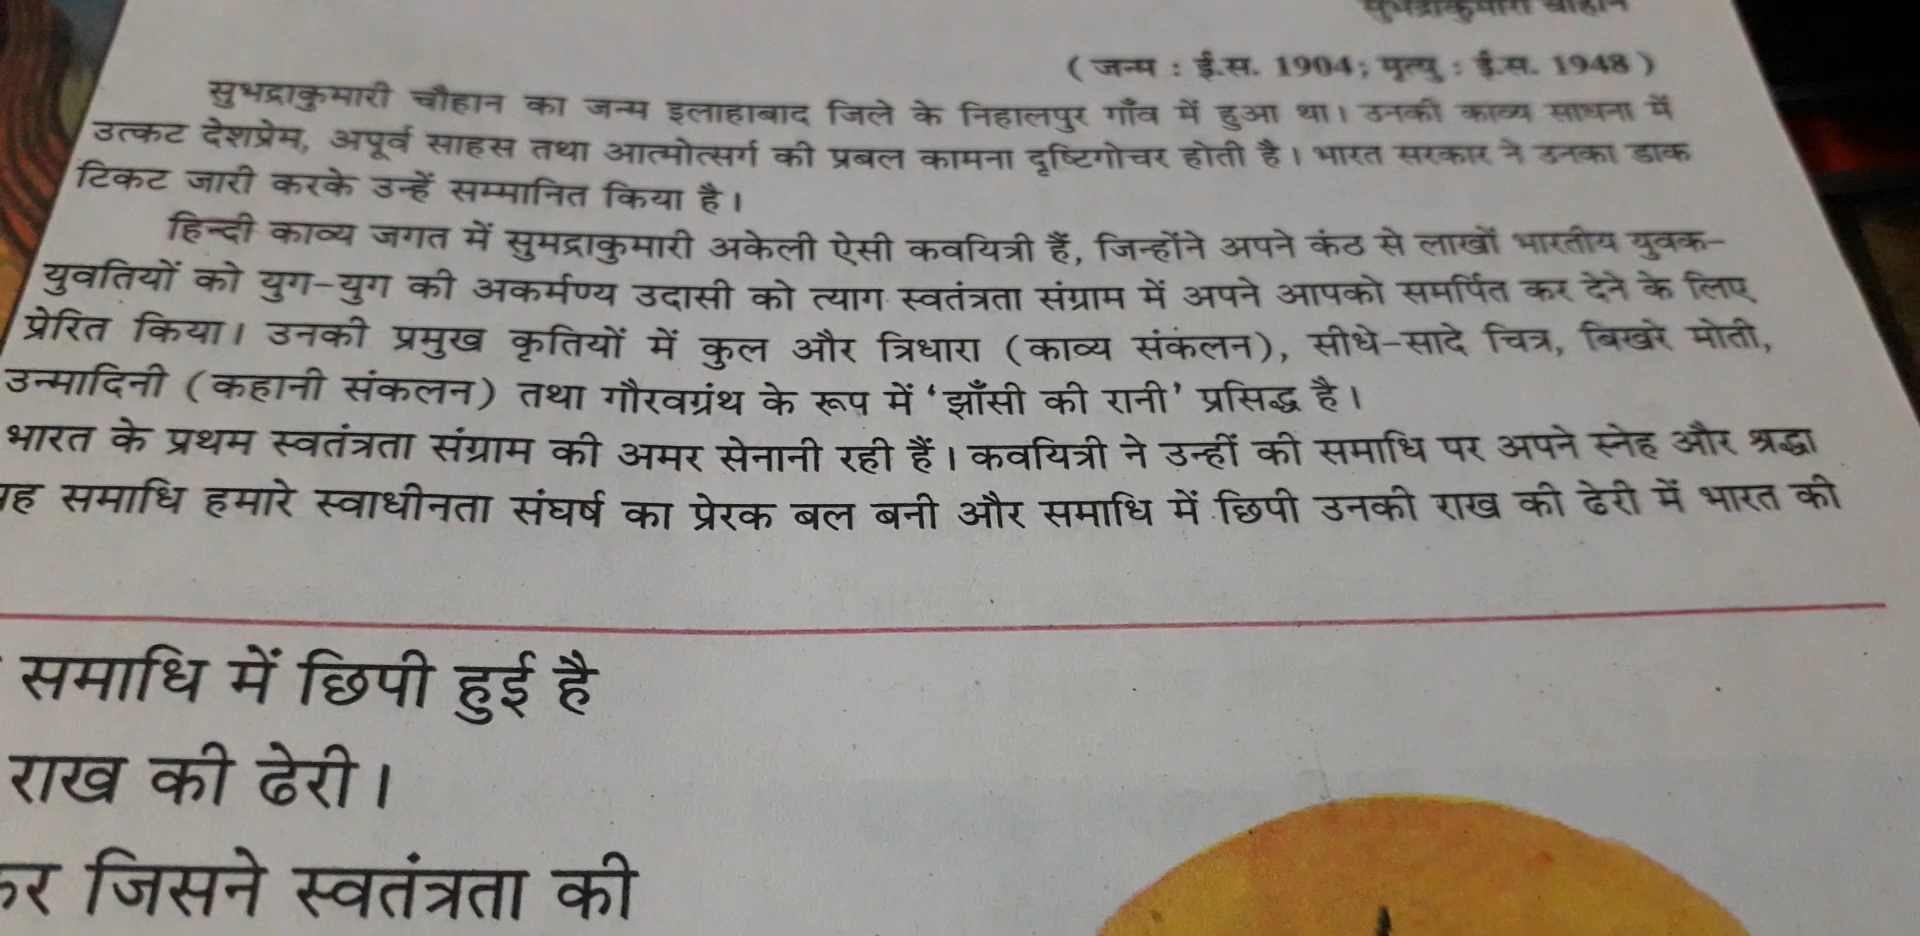 सुभद्राकुमारी चौहान
( जन्म : ई.स. 1904; मृत्यु : ई.स. 1948 )
सुभद्राकुमारी चौहान का जन्म इलाहाबाद जिले के निहालपुर गाँव में हुआ था। उनकी काव्य साधना में
उत्कट देशप्रेम, अपूर्व साहस तथा आत्मोत्सर्ग की प्रबल कामना दृष्टिगोचर होती है। भारत सरकार ने उनका डाक
टिकट जारी करके उन्हें सम्मानित किया है।
हिन्दी काव्य जगत में सुमद्राकुमारी अकेली ऐसी कवयित्री हैं, जिन्होंने अपने कंठ से लाखों भारतीय युवक-
युवतियों को युग-युग की अकर्मण्य उदासी को त्याग स्वतंत्रता संग्राम में अपने आपको समर्पित कर देने के लिए
प्रेरित किया। उनकी प्रमुख कृतियों में कुल और त्रिधारा (काव्य संकलन), सीधे-सादे चित्र, बिखरे मोती,
उन्मादिनी (कहानी संकलन) तथा गौरवग्रंथ के रूप में ‘झाँसी की रानी’ प्रसिद्ध है।
भारत के प्रथम स्वतंत्रता संग्राम की अमर सेनानी रही हैं। कवयित्री ने उन्हीं की समाधि पर अपने स्नेह और श्रद्धा
समाधि हमारे स्वाधीनता संघर्ष का प्रेरक बल बनी और समाधि में छिपी उनकी राख की ढेरी में भारत की
समाधि में छिपी हुई है
राख की ढेरी।
जिसने स्वतंत्रता की